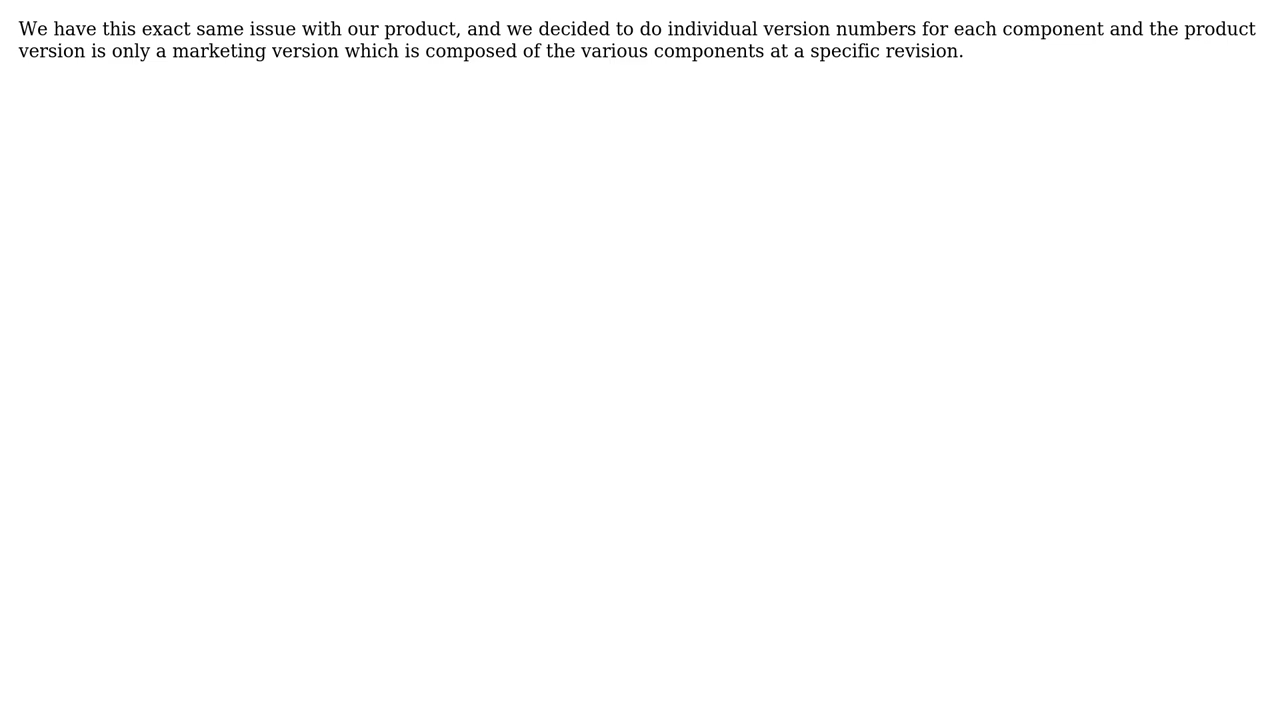 We have this exact same issue with our product, and we decided to do individual version numbers for each component and the product
version is only a marketing version which is composed of the various components at a specific revision.